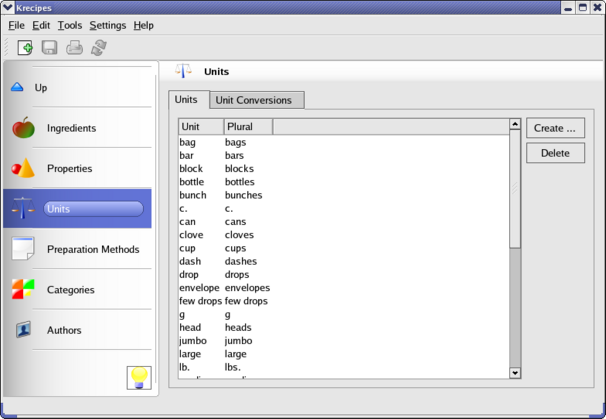 Krecipes
File Edit Tools Settings Help
Up
Ingredients
Properties
Units
Preparation Methods
Categories
Authors
Units
Units Unit Conversions
Unit Plural
bag bags
bar bars
block blocks
bottle bottles
bunch bunches
c. c.
can cans
clove cloves
cup cups
dash dashes
drop drops
envelope envelopes
few drops few drops
g g
head heads
jumbo jumbo
large large
lb. lbs.
Create ...
Delete